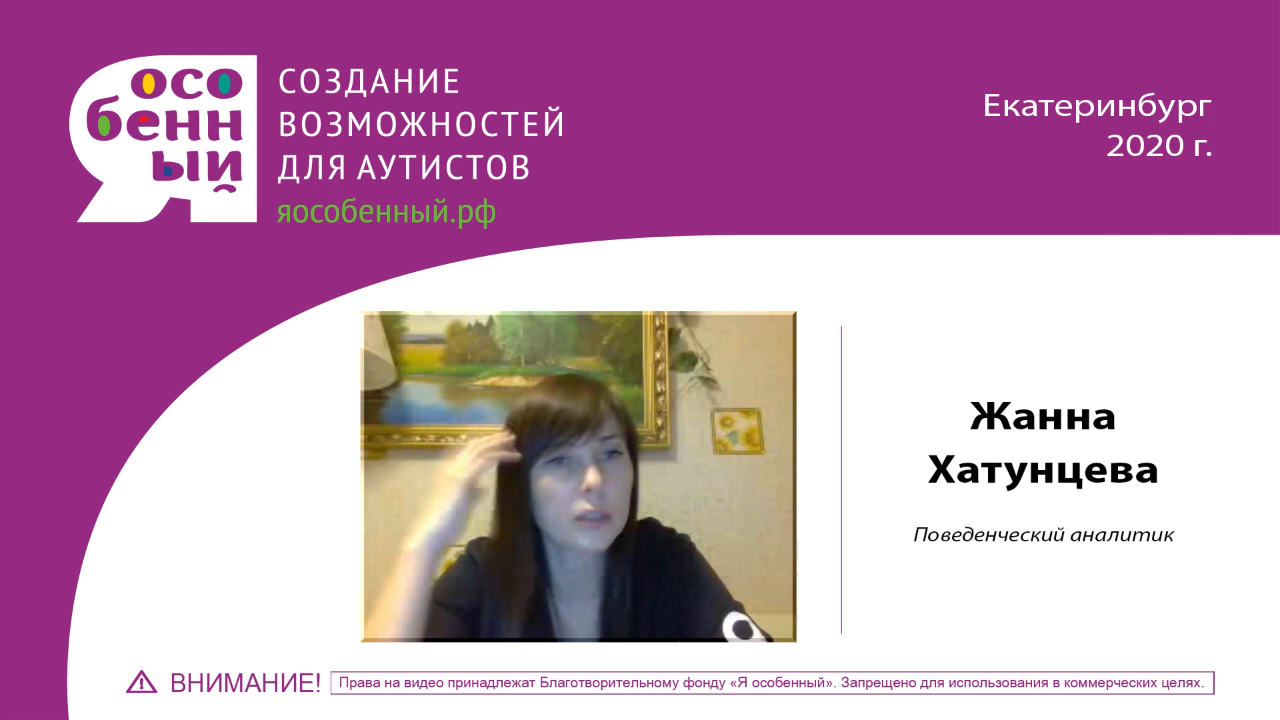 осо
бенн
ый
Я
СОЗДАНИЕ
ВОЗМОЖНОСТЕЙ
ДЛЯ АУТИСТОВ
яособенный.рф
Екатеринбург
2020 г.
Жанна
Хатунцева
Поведенческий аналитик
ВНИМАНИЕ! Права на видео принадлежат Благотворительному фонду «Я особенный». Запрещено для использования в коммерческих целях.